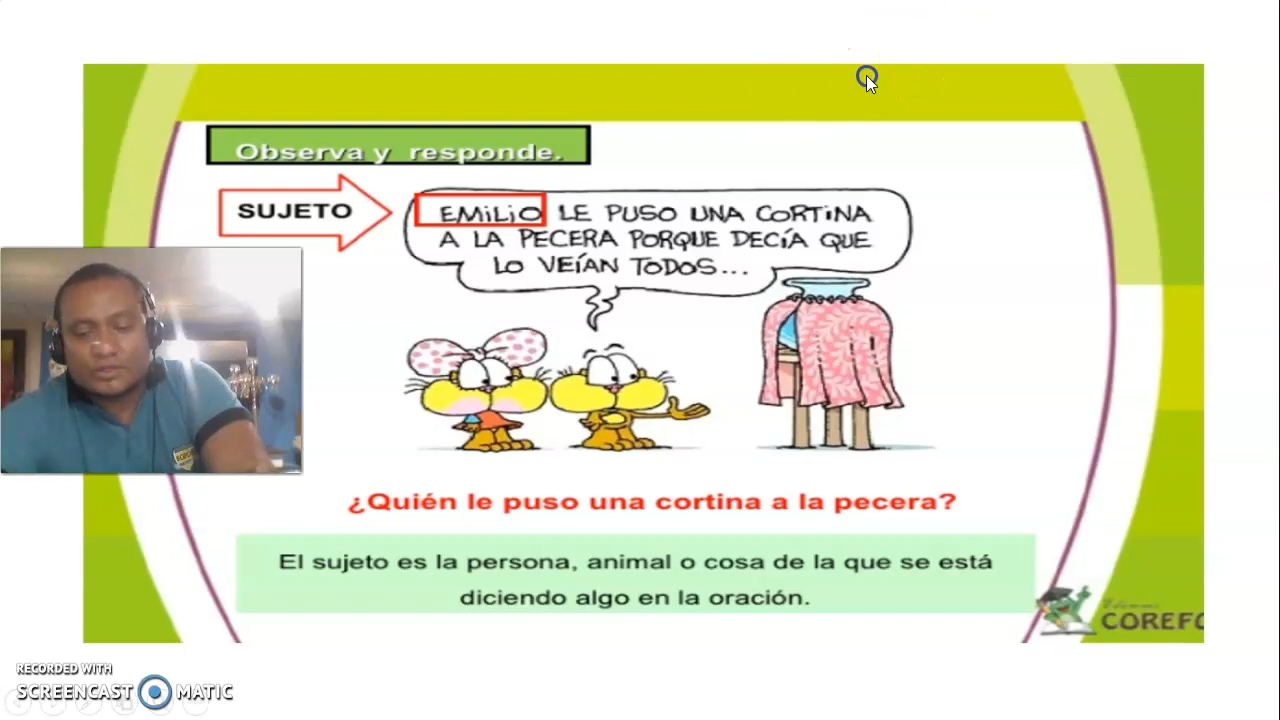 Observa y responde.
SUJETO
EMILIO LE PUSO UNA CORTINA
A LA PECERA PORQUE DECÍA QUE
LO VEÍAN TODOS...
¿Quién le puso una cortina a la pecera?
El sujeto es la persona, animal o cosa de la que se está
diciendo algo en la oración.
COREFO
RECORDED WITH
SCREENCAST MATIC